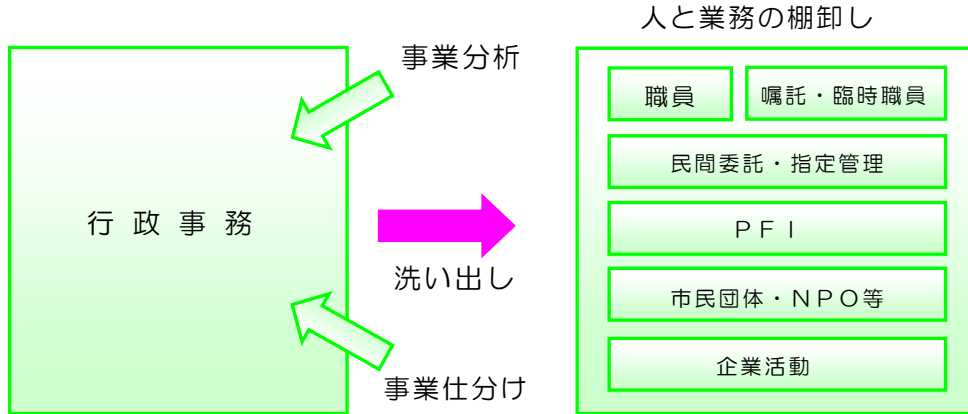 人と業務の棚卸し
事業分析
職員
嘱託・臨時職員
民間委託・指定管理
行政事務
ＰＦＩ
洗い出し
市民団体・ＮＰＯ等
企業活動
事業仕分け